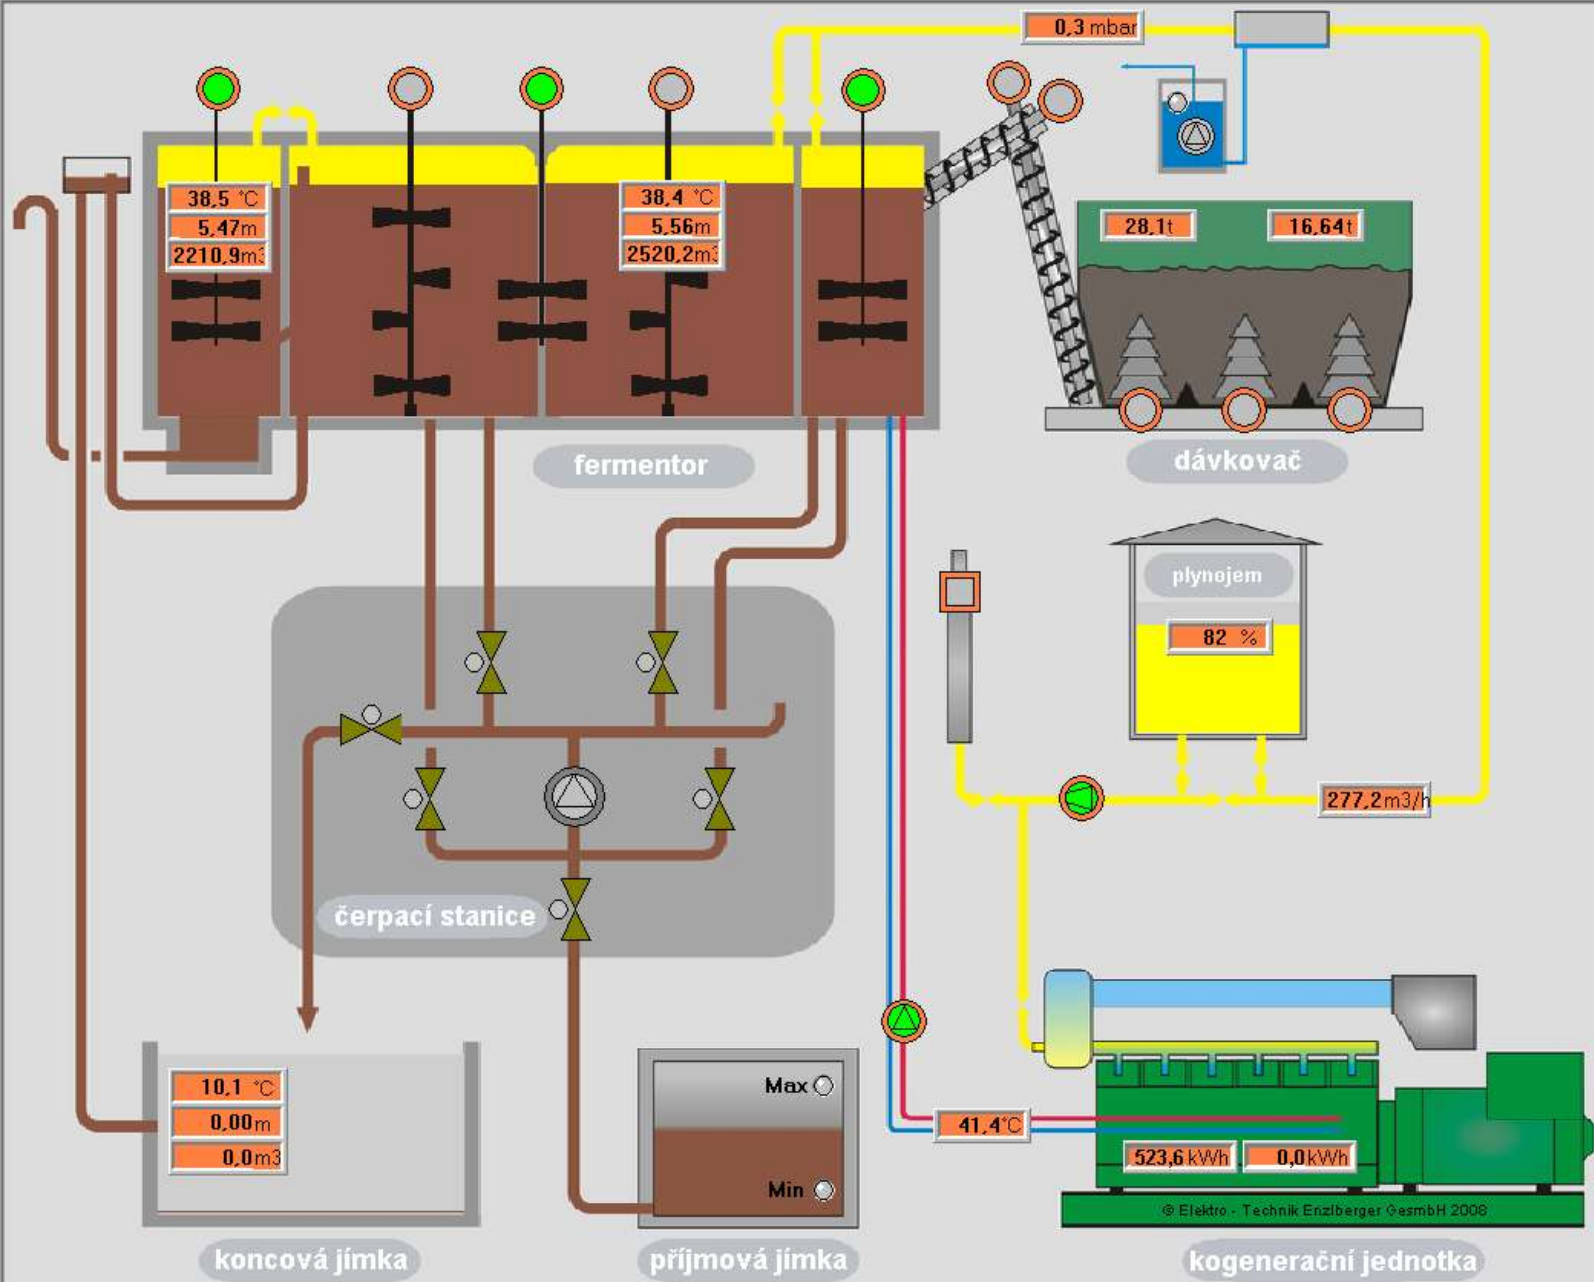 0,3 mbar
38,5 °C
5,47m
2210,9m3
38,4 °C
5,56m
2520,2m3
28,1t
16,64t
fermentor
dávkovač
plynojem
82 %
277,2m3/h
čerpací stanice
10,1 °C
0,00m
0,0m3
Max
Min
41,4°C
523,6 kWh
0,0kWh
© Elektro - Technik Enzlberger GesmbH 2008
koncová jímka
příjmová jímka
kogenerační jednotka